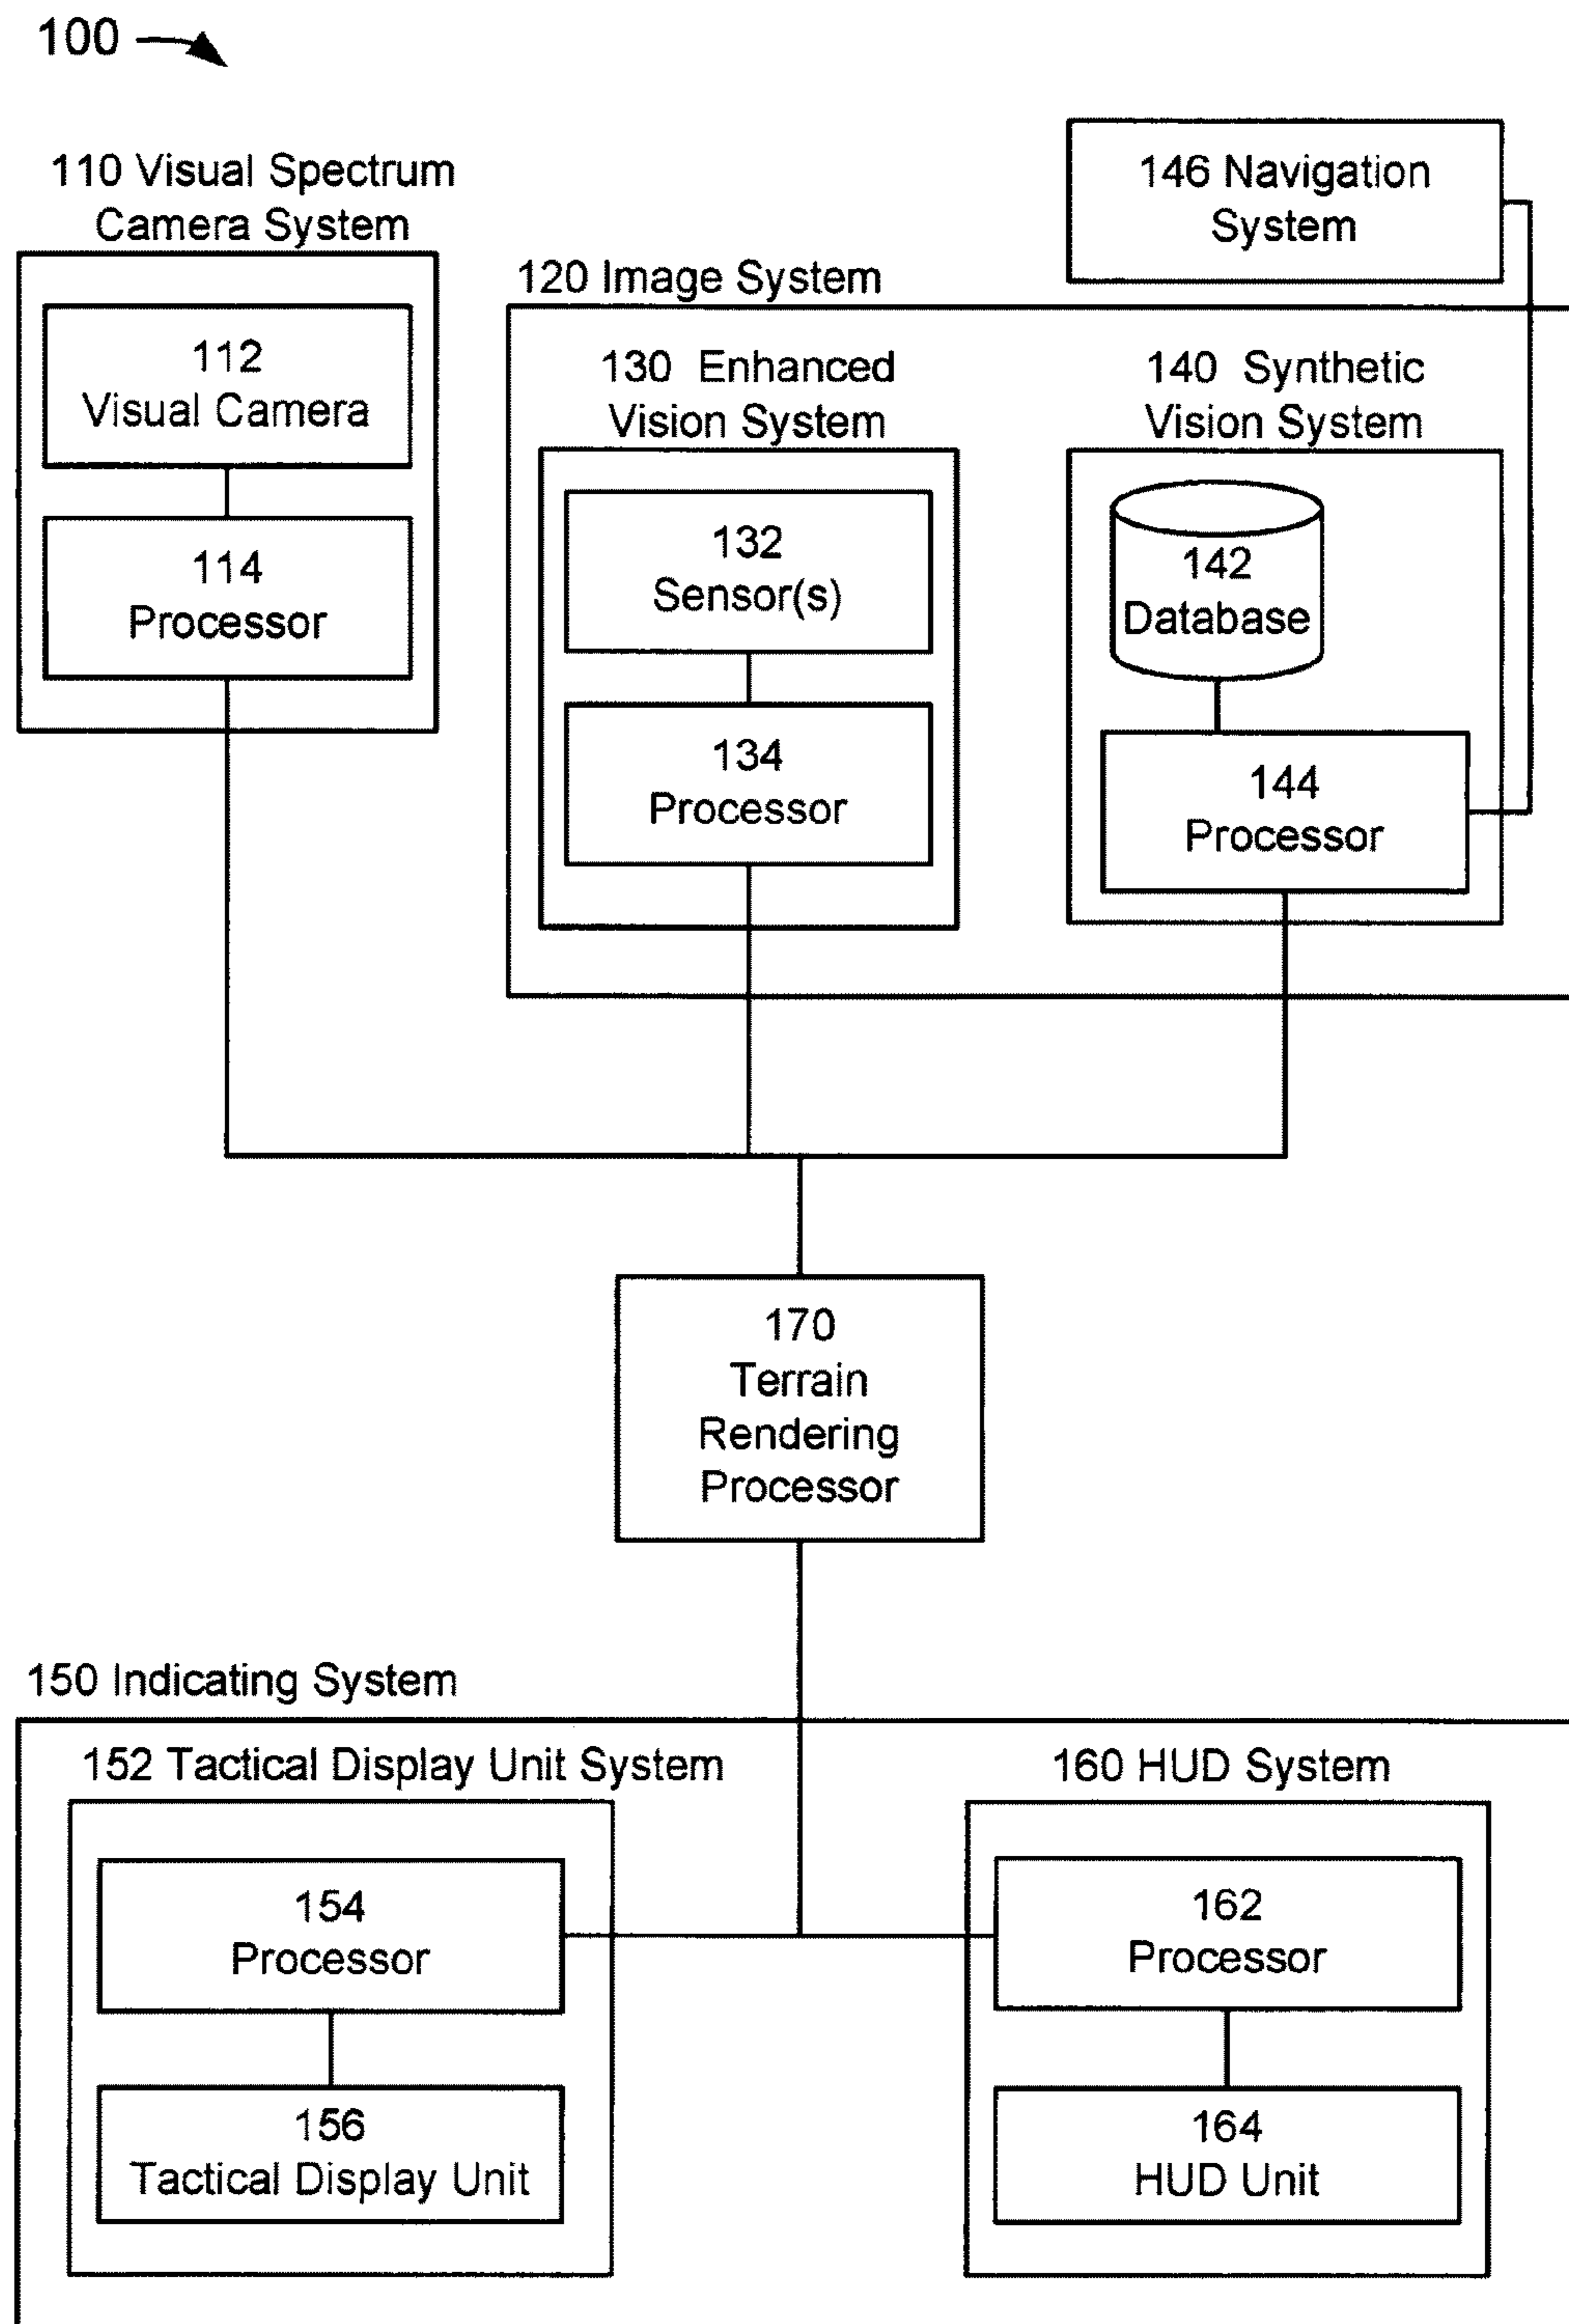 100
110 Visual Spectrum
Camera System
146 Navigation
System
120 Image System
112
Visual Camera
130 Enhanced
Vision System
140 Synthetic
Vision System
114
Processor
132
Sensor(s)
142
Database
134
Processor
144
Processor
170
Terrain
Rendering
Processor
150 Indicating System
152 Tactical Display Unit System
160 HUD System
154
Processor
162
Processor
156
Tactical Display Unit
164
HUD Unit